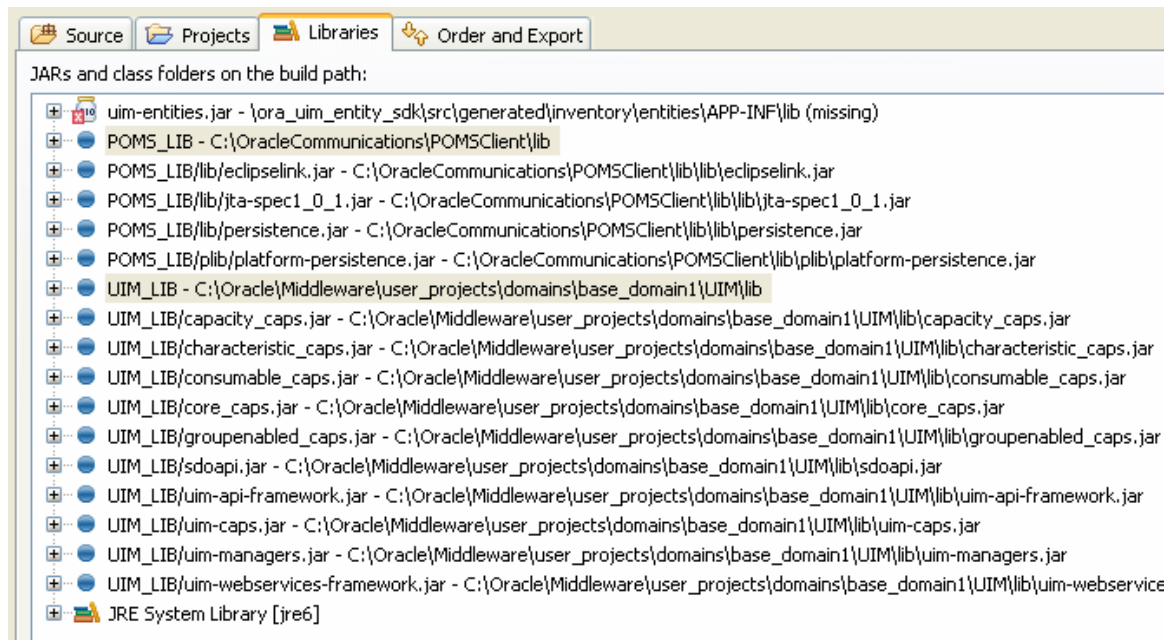 Source Projects Libraries Order and Export
JARs and class folders on the build path:
uim-entities.jar - \ora_uim_entity_sdk\src\generated\inventory\entities\APP-INF\lib (missing)
POMS_LIB - C:\OracleCommunications\POMSClient\lib
POMS_LIB/lib/eclipselink.jar - C:\OracleCommunications\POMSClient\lib\lib\eclipselink.jar
POMS_LIB/lib/jta-spec1_0_1.jar - C:\OracleCommunications\POMSClient\lib\lib\jta-spec1_0_1.jar
POMS_LIB/lib/persistence.jar - C:\OracleCommunications\POMSClient\lib\lib\persistence.jar
POMS_LIB/plib/platform-persistence.jar - C:\OracleCommunications\POMSClient\lib\plib\platform-persistence.jar
UIM_LIB - C:\Oracle\Middleware\user_projects\domains\base_domain1\UIM\lib
UIM_LIB/capacity_caps.jar - C:\Oracle\Middleware\user_projects\domains\base_domain1\UIM\lib\capacity_caps.jar
UIM_LIB/characteristic_caps.jar - C:\Oracle\Middleware\user_projects\domains\base_domain1\UIM\lib\characteristic_caps.jar
UIM_LIB/consumable_caps.jar - C:\Oracle\Middleware\user_projects\domains\base_domain1\UIM\lib\consumable_caps.jar
UIM_LIB/core_caps.jar - C:\Oracle\Middleware\user_projects\domains\base_domain1\UIM\lib\core_caps.jar
UIM_LIB/groupenabled_caps.jar - C:\Oracle\Middleware\user_projects\domains\base_domain1\UIM\lib\groupenabled_caps.jar
UIM_LIB/sdoapi.jar - C:\Oracle\Middleware\user_projects\domains\base_domain1\UIM\lib\sdoapi.jar
UIM_LIB/uim-api-framework.jar - C:\Oracle\Middleware\user_projects\domains\base_domain1\UIM\lib\uim-api-framework.jar
UIM_LIB/uim-caps.jar - C:\Oracle\Middleware\user_projects\domains\base_domain1\UIM\lib\uim-caps.jar
UIM_LIB/uim-managers.jar - C:\Oracle\Middleware\user_projects\domains\base_domain1\UIM\lib\uim-managers.jar
UIM_LIB/uim-webservices-framework.jar - C:\Oracle\Middleware\user_projects\domains\base_domain1\UIM\lib\uim-webservice
JRE System Library [jre6]